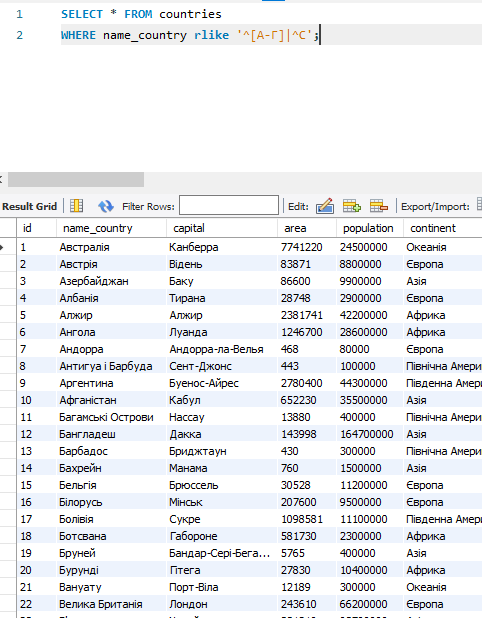 1 SELECT * FROM countries
2 WHERE name_country rlike '^[А-Г]|^С';
Result Grid Filter Rows: Edit: Export/Import:
id name_country capital area population continent
1 Австралія Канберра 7741220 24500000 Океанія
2 Австрія Відень 83871 8800000 Європа
3 Азербайджан Баку 86600 9900000 Азія
4 Албанія Тирана 28748 2900000 Європа
5 Алжир Алжир 2381741 42200000 Африка
6 Ангола Луанда 1246700 28600000 Африка
7 Андорра Андорра-ла-Велья 468 80000 Європа
8 Антигуа і Барбуда Сент-Джонс 443 100000 Північна Амери
9 Аргентина Буенос-Айрес 2780400 44300000 Південна Амери
10 Афганістан Кабул 652230 35500000 Азія
11 Багамські Острови Нассау 13880 400000 Північна Амери
12 Бангладеш Дакка 143998 164700000 Азія
13 Барбадос Бриджтаун 430 300000 Північна Амери
14 Бахрейн Манама 760 1500000 Азія
15 Бельгія Брюссель 30528 11200000 Європа
16 Білорусь Мінськ 207600 9500000 Європа
17 Болівія Сукре 1098581 11100000 Південна Амери
18 Ботсвана Габороне 581730 2300000 Африка
19 Бруней Бандар-Сері-Бега... 5765 400000 Азія
20 Бурунді Гітега 27830 10400000 Африка
21 Вануату Порт-Віла 12189 300000 Океанія
22 Велика Британія Лондон 243610 66200000 Європа